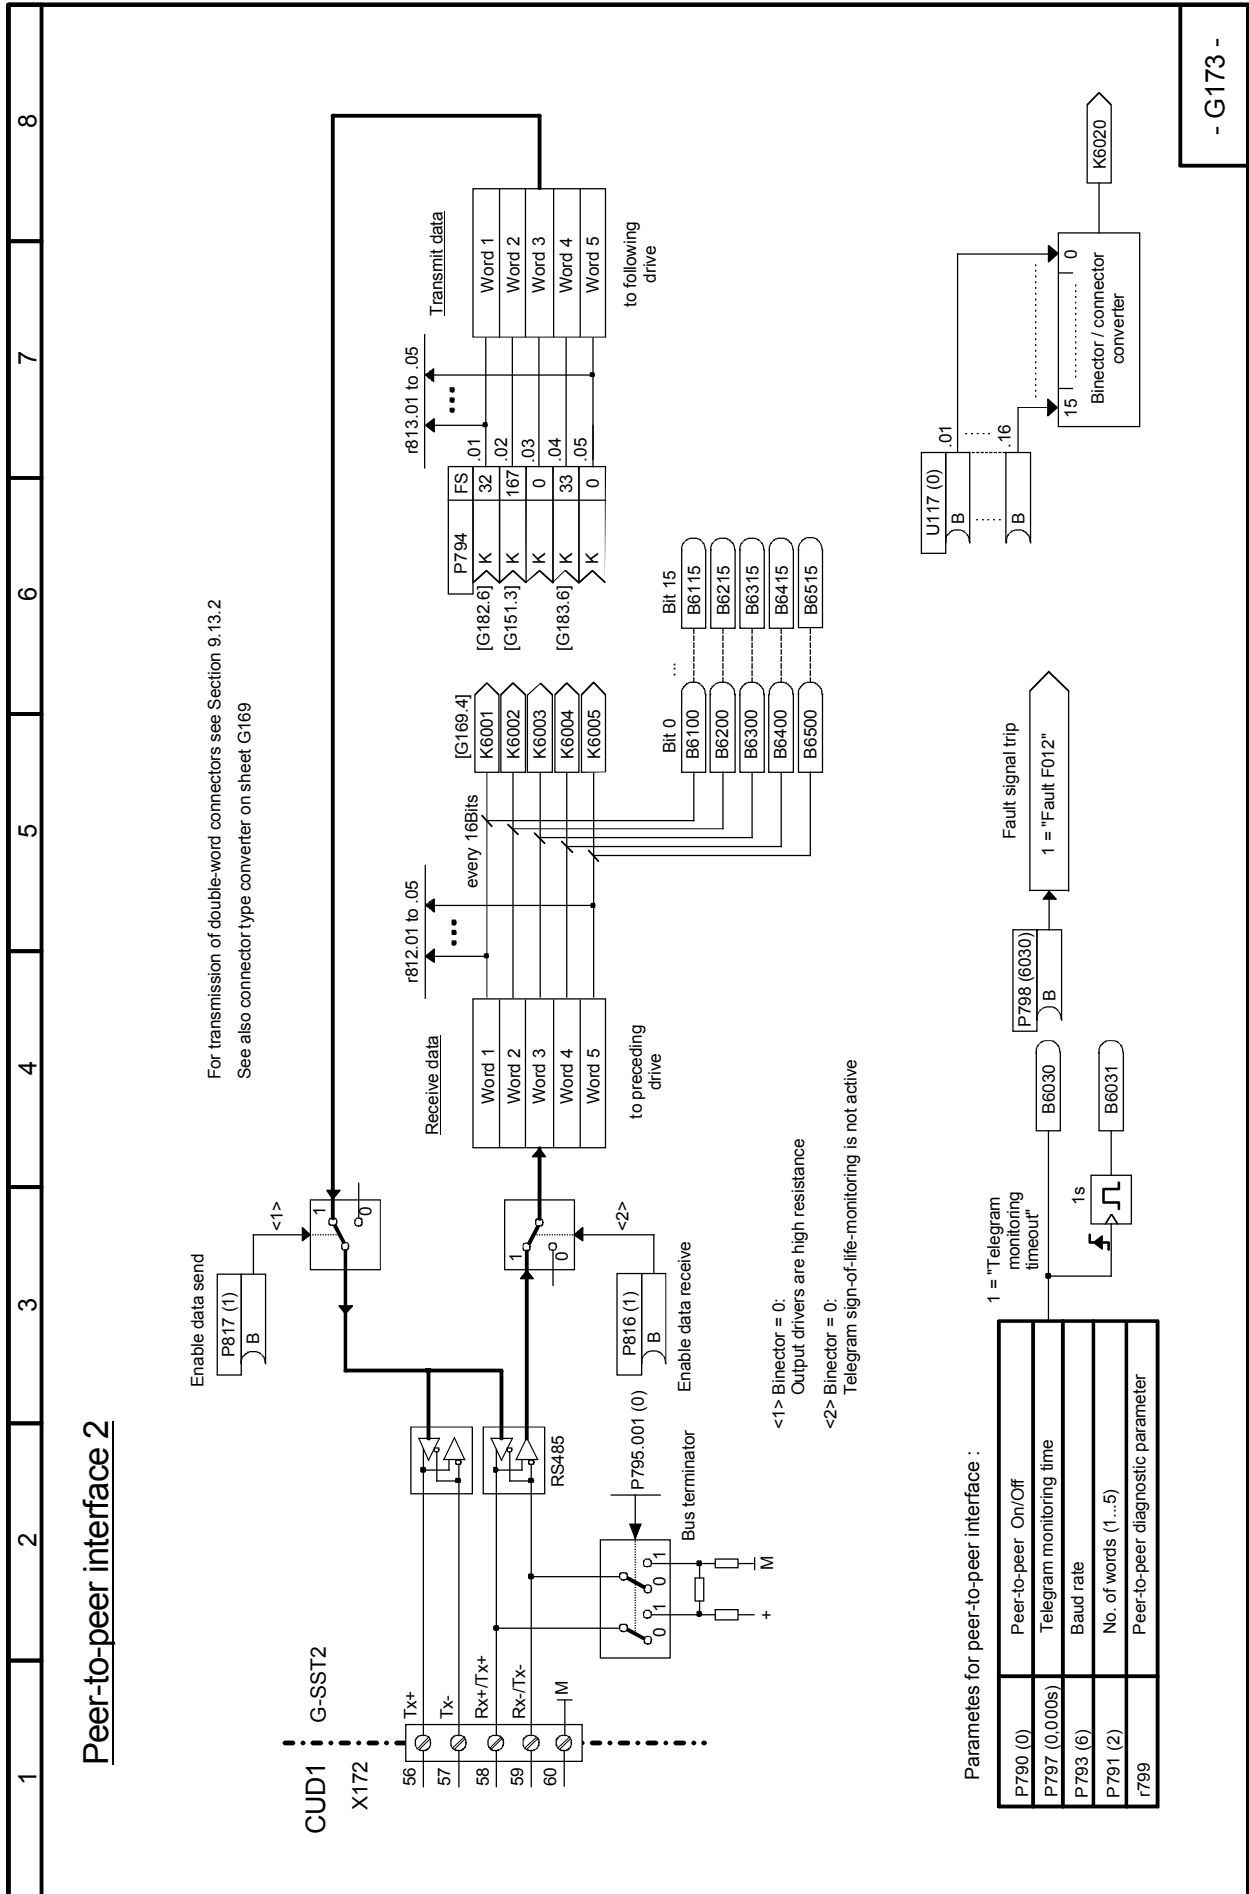 1
2
3
4
5
6
7
8
Peer-to-peer interface 2
For transmission of double-word connectors see Section 9.13.2
See also connector type converter on sheet G169
CUD1
G-SST2
X172
56
Tx+
57
Tx-
58
Rx+/Tx+
59
Rx-/Tx-
60
M
RS485
Enable data send
P817 (1)
B
<1>
1
0
P816 (1)
B
Enable data receive
<2>
1
0
P795.001 (0)
Bus terminator
0
1
0
1
+
M
<1> Binector = 0:
Output drivers are high resistance
<2> Binector = 0:
Telegram sign-of-life-monitoring is not active
Receive data
Word 1
Word 2
Word 3
Word 4
Word 5
to preceding
drive
r812.01 to .05
every 16Bits
[G169.4]
K6001
K6002
K6003
K6004
K6005
Bit 0
...
Bit 15
B6100
B6115
B6200
B6215
B6300
B6315
B6400
B6415
B6500
B6515
P794
FS
[G182.6]
K
32
.01
[G151.3]
K
167
.02
K
0
.03
[G183.6]
K
33
.04
K
0
.05
r813.01 to .05
Transmit data
Word 1
Word 2
Word 3
Word 4
Word 5
to following
drive
Parametes for peer-to-peer interface :
P790 (0)
Peer-to-peer On/Off
P797 (0,000s)
Telegram monitoring time
P793 (6)
Baud rate
P791 (2)
No. of words (1...5)
r799
Peer-to-peer diagnostic parameter
1 = "Telegram
monitoring
timeout"
1s
B6030
B6031
P798 (6030)
B
Fault signal trip
1 = "Fault F012"
U117 (0)
B
.01
B
.16
15
0
Binector / connector
converter
K6020
- G173 -